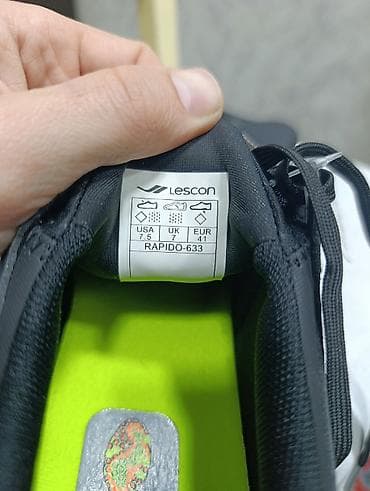 Lescon
USA UK EUR
7.5 7 41
RAPIDO-633